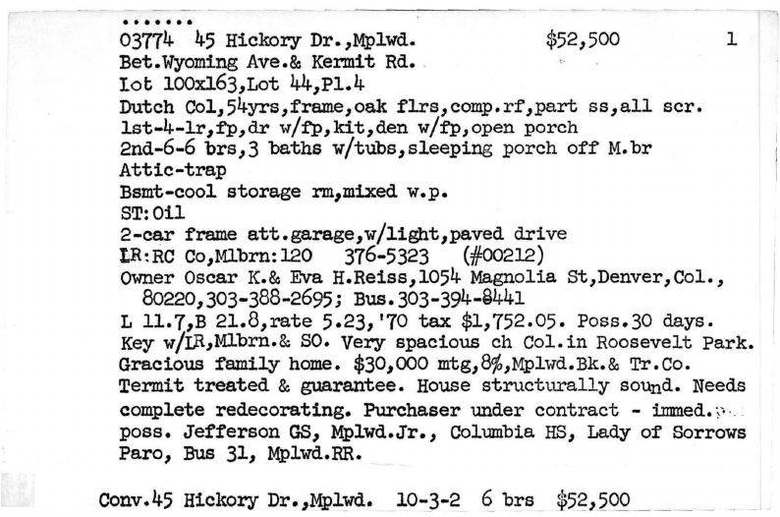 03774 45 Hickory Dr.,Mplwd. $52,500 1
Bet.Wyoming Ave.& Kermit Rd.
Lot 100x163,Lot 44,Pl.4
Dutch Col,54yrs,frame,oak flrs,comp.rf,part ss,all scr.
1st-4-lr,fp,dr w/fp,kit,den w/fp,open porch
2nd-6-6 brs,3 baths w/tubs,sleeping porch off M.br
Attic-trap
Bsmt-cool storage rm,mixed w.p.
ST:Oil
2-car frame att.garage,w/light,paved drive
LR:RC Co,Mlbrn:120 376-5323 (#00212)
Owner Oscar K.& Eva H.Reiss,1054 Magnolia St,Denver,Col.,
80220,303-388-2695; Bus.303-394-8441
L 11.7,B 21.8,rate 5.23,'70 tax $1,752.05. Poss.30 days.
Key w/LR,Mlbrn.& SO. Very spacious ch Col.in Roosevelt Park.
Gracious family home. $30,000 mtg,8%,Mplwd.Bk.& Tr.Co.
Termit treated & guarantee. House structurally sound. Needs
complete redecorating. Purchaser under contract - immed.
poss. Jefferson GS, Mplwd.Jr., Columbia HS, Lady of Sorrows
Paro, Bus 31, Mplwd.RR.
Conv.45 Hickory Dr.,Mplwd. 10-3-2 6 brs $52,500